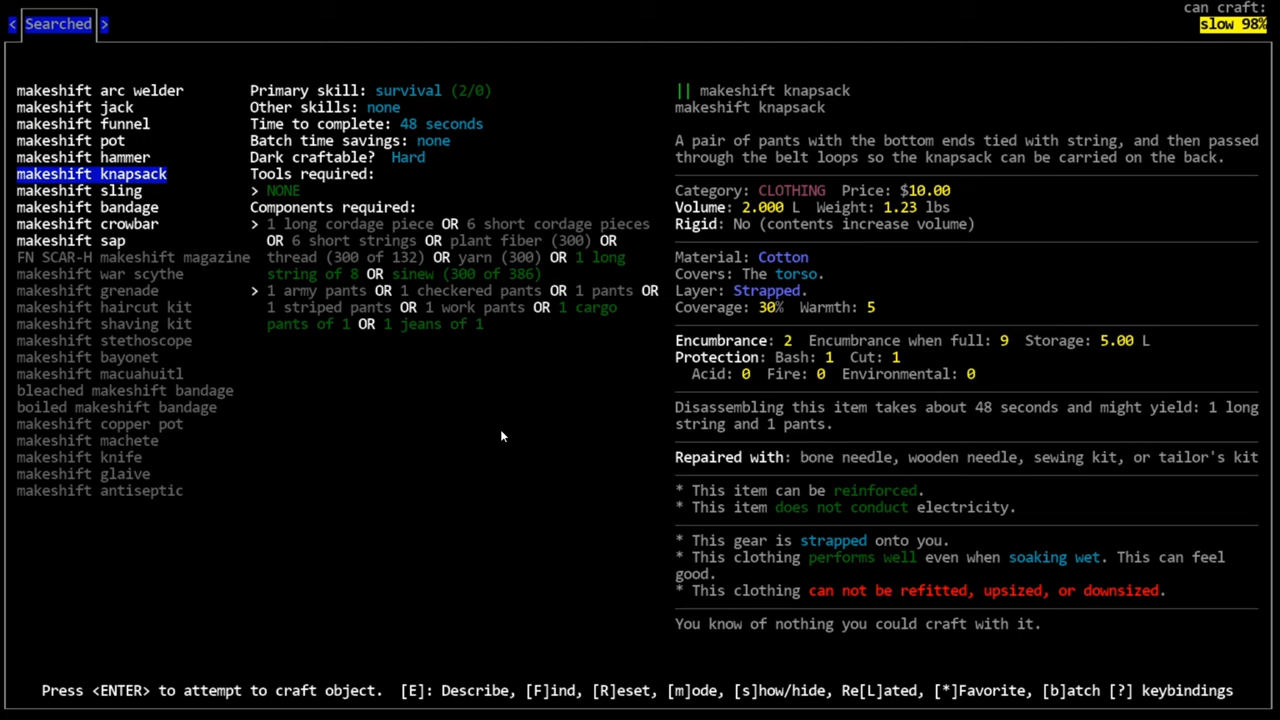 can craft:
< Searched >
slow 98%
makeshift arc welder
makeshift jack
makeshift funnel
makeshift pot
makeshift hammer
makeshift knapsack
makeshift sling
makeshift bandage
makeshift crowbar
makeshift sap
FN SCAR-H makeshift magazine
makeshift war scythe
makeshift grenade
makeshift haircut kit
makeshift shaving kit
makeshift stethoscope
makeshift bayonet
makeshift macuahuitl
bleached makeshift bandage
boiled makeshift bandage
makeshift copper pot
makeshift machete
makeshift knife
makeshift glaive
makeshift antiseptic
Primary skill: survival (2/0)
Other skills: none
Time to complete: 48 seconds
Batch time savings: none
Dark craftable? Hard
Tools required:
> NONE
Components required:
> 1 long cordage piece OR 6 short cordage pieces
OR 6 short strings OR plant fiber (300) OR
thread (300 of 132) OR yarn (300) OR 1 long
string of 8 OR sinew (300 of 386)
> 1 army pants OR 1 checkered pants OR 1 pants OR
1 striped pants OR 1 work pants OR 1 cargo
pants of 1 OR 1 jeans of 1
|| makeshift knapsack
makeshift knapsack
A pair of pants with the bottom ends tied with string, and then passed
through the belt loops so the knapsack can be carried on the back.
Category: CLOTHING Price: $10.00
Volume: 2.000 L Weight: 1.23 lbs
Rigid: No (contents increase volume)
Material: Cotton
Covers: The torso.
Layer: Strapped.
Coverage: 30% Warmth: 5
Encumbrance: 2 Encumbrance when full: 9 Storage: 5.00 L
Protection: Bash: 1 Cut: 1
Acid: 0 Fire: 0 Environmental: 0
Disassembling this item takes about 48 seconds and might yield: 1 long
string and 1 pants.
Repaired with: bone needle, wooden needle, sewing kit, or tailor's kit
* This item can be reinforced.
* This item does not conduct electricity.
* This gear is strapped onto you.
* This clothing performs well even when soaking wet. This can feel
good.
* This clothing can not be refitted, upsized, or downsized.
You know of nothing you could craft with it.
Press <ENTER> to attempt to craft object. [E]: Describe, [F]ind, [R]eset, [m]ode, [s]how/hide, Re[L]ated, [*]Favorite, [b]atch [?] keybindings